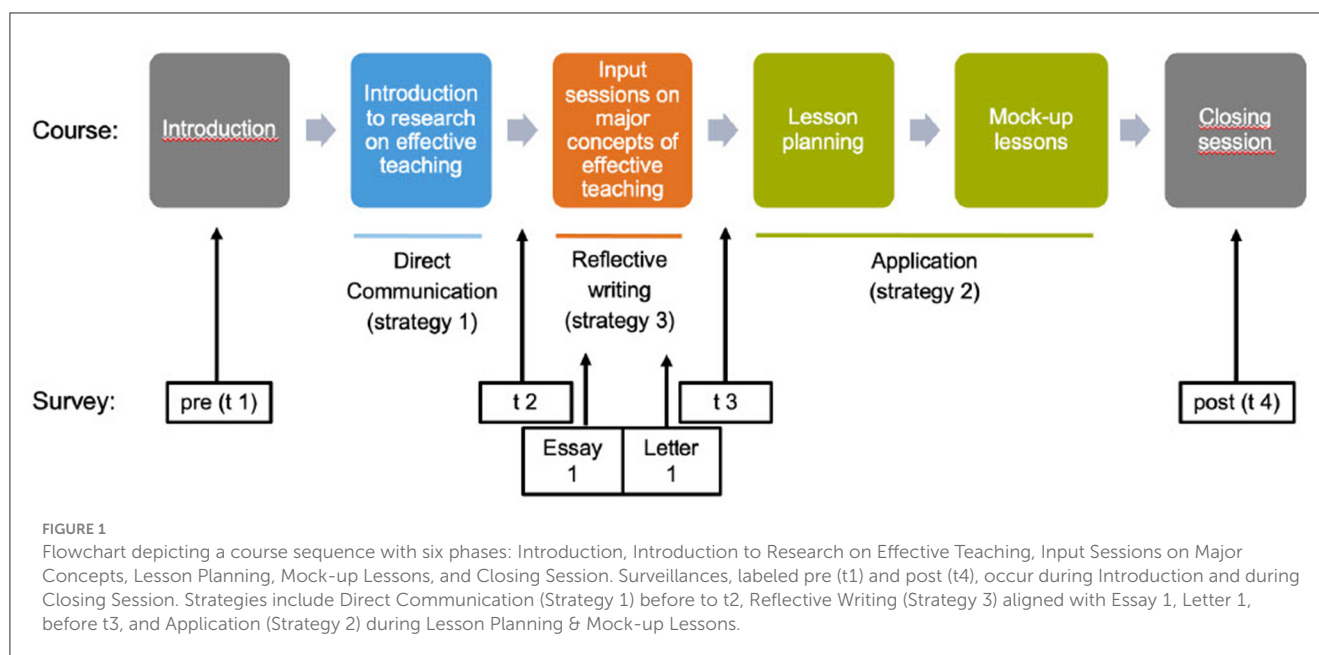 Course:
Introduction
Introduction
to research
on effective
teaching
Input
sessions on
major
concepts of
effective
teaching
Lesson
planning
Mock-up
lessons
Closing
session
Direct
Communication
(strategy 1)
Reflective
writing
(strategy 3)
Application
(strategy 2)
Survey:
pre (t 1)
t 2
t 3
post (t 4)
Essay
1
Letter
1
FIGURE 1
Flowchart depicting a course sequence with six phases: Introduction, Introduction to Research on Effective Teaching, Input Sessions on Major
Concepts, Lesson Planning, Mock-up Lessons, and Closing Session. Surveillances, labeled pre (t1) and post (t4), occur during Introduction and during
Closing Session. Strategies include Direct Communication (Strategy 1) before to t2, Reflective Writing (Strategy 3) aligned with Essay 1, Letter 1,
before t3, and Application (Strategy 2) during Lesson Planning & Mock-up Lessons.